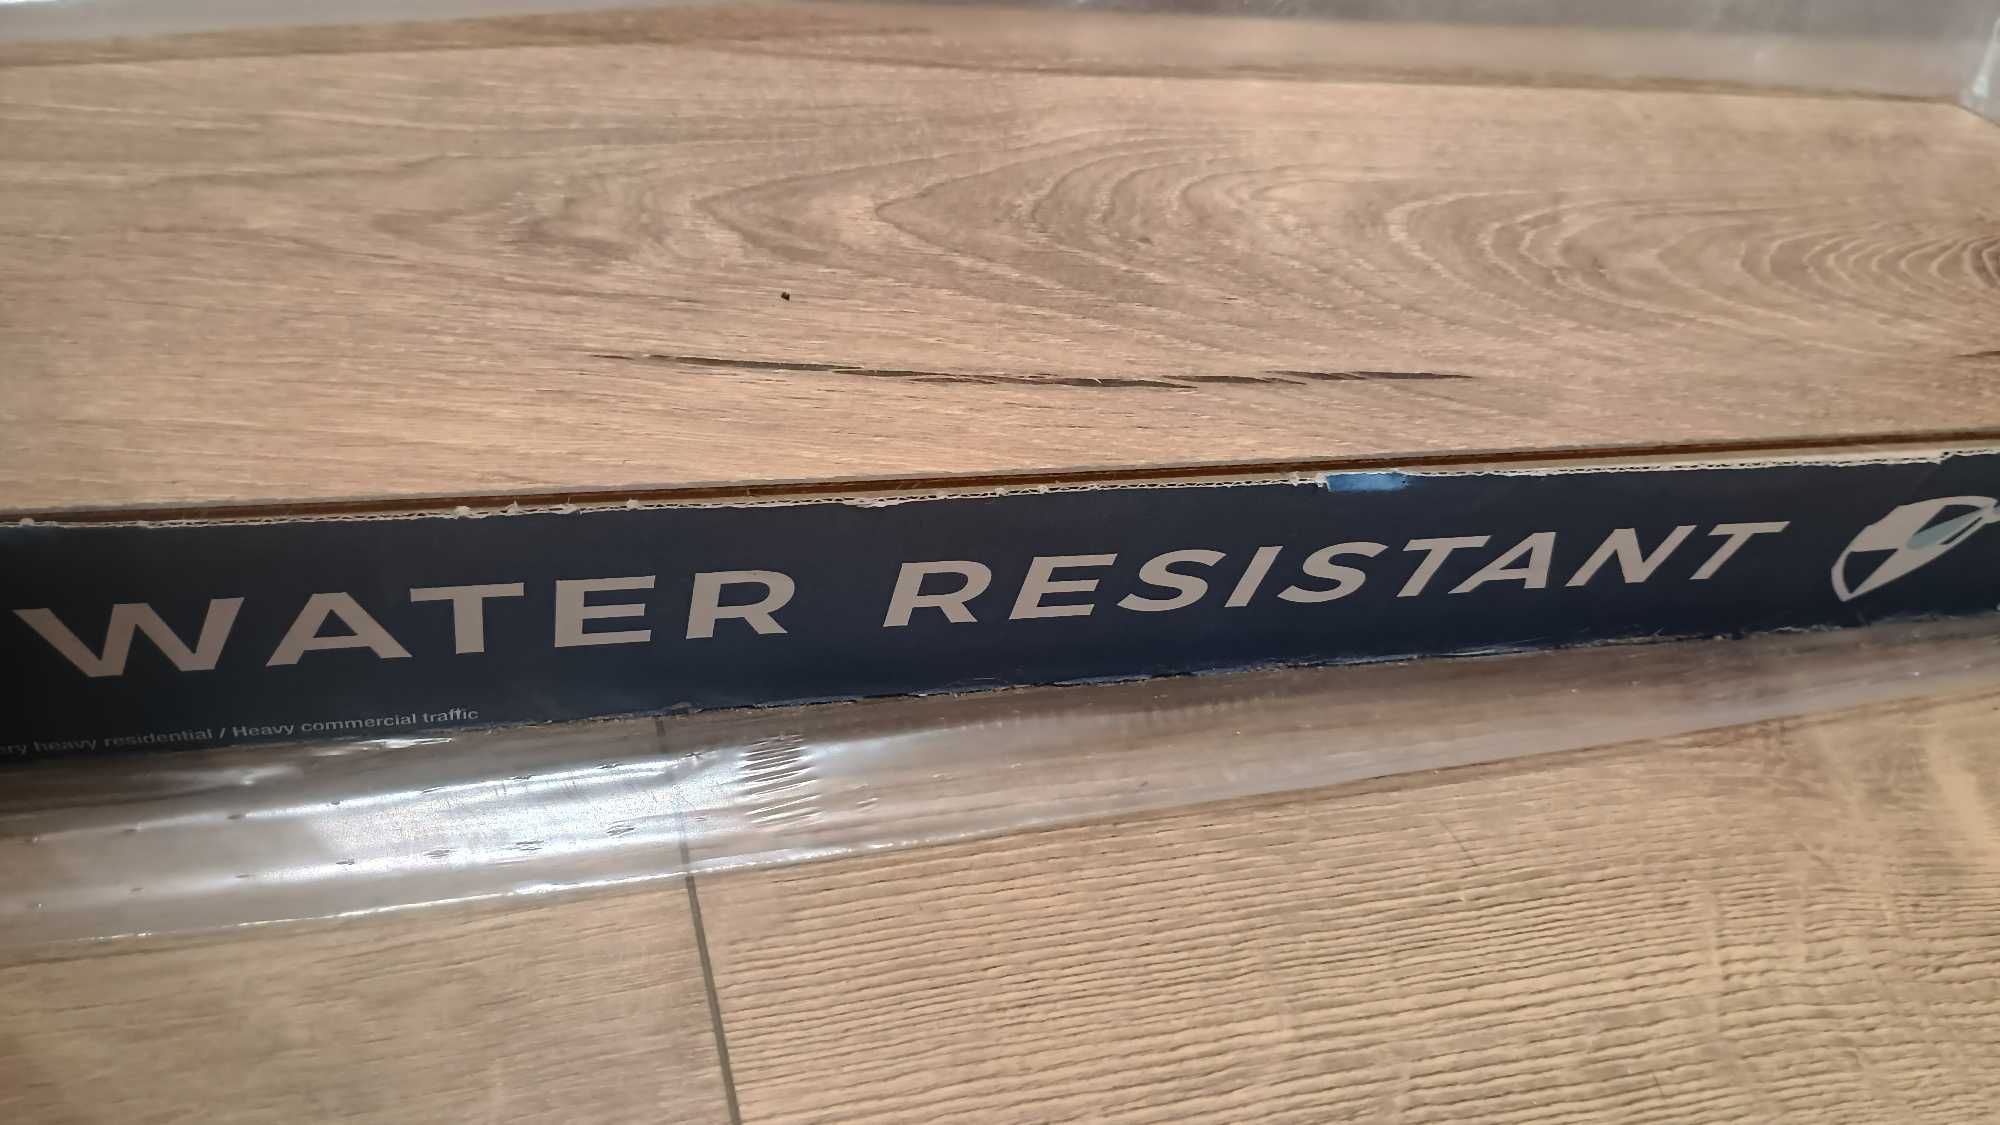 WATER RESISTANT
heavy residential / Heavy commercial traffic